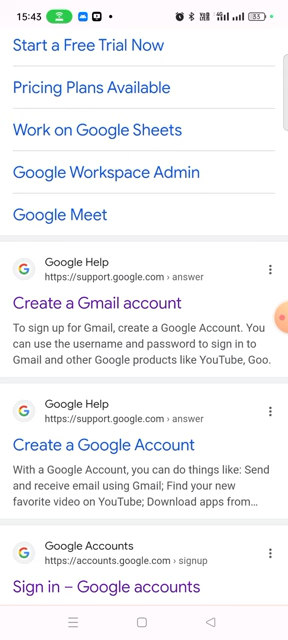 15:43
33
Start a Free Trial Now
Pricing Plans Available
Work on Google Sheets
Google Workspace Admin
Google Meet
Google Help
https://support.google.com › answer
Create a Gmail account
To sign up for Gmail, create a Google Account. You
can use the username and password to sign in to
Gmail and other Google products like YouTube, Goo.
Google Help
https://support.google.com › answer
Create a Google Account
With a Google Account, you can do things like: Send
and receive email using Gmail; Find your new
favorite video on YouTube; Download apps from...
Google Accounts
https://accounts.google.com › signup
Sign in – Google accounts